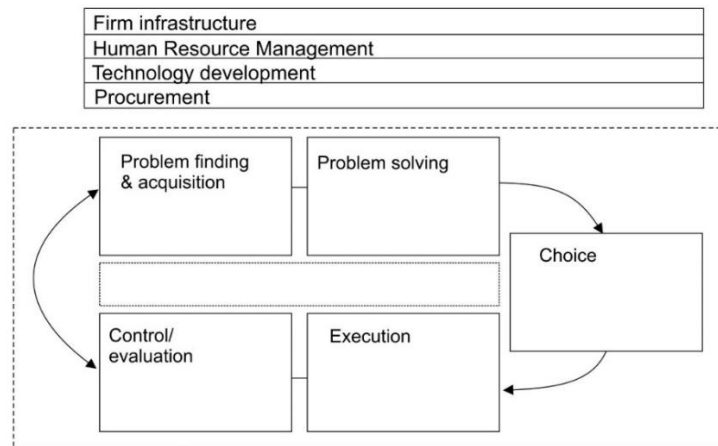 Firm infrastructure
Human Resource Management
Technology development
Procurement
Problem finding
& acquisition
Problem solving
Choice
Control/
evaluation
Execution